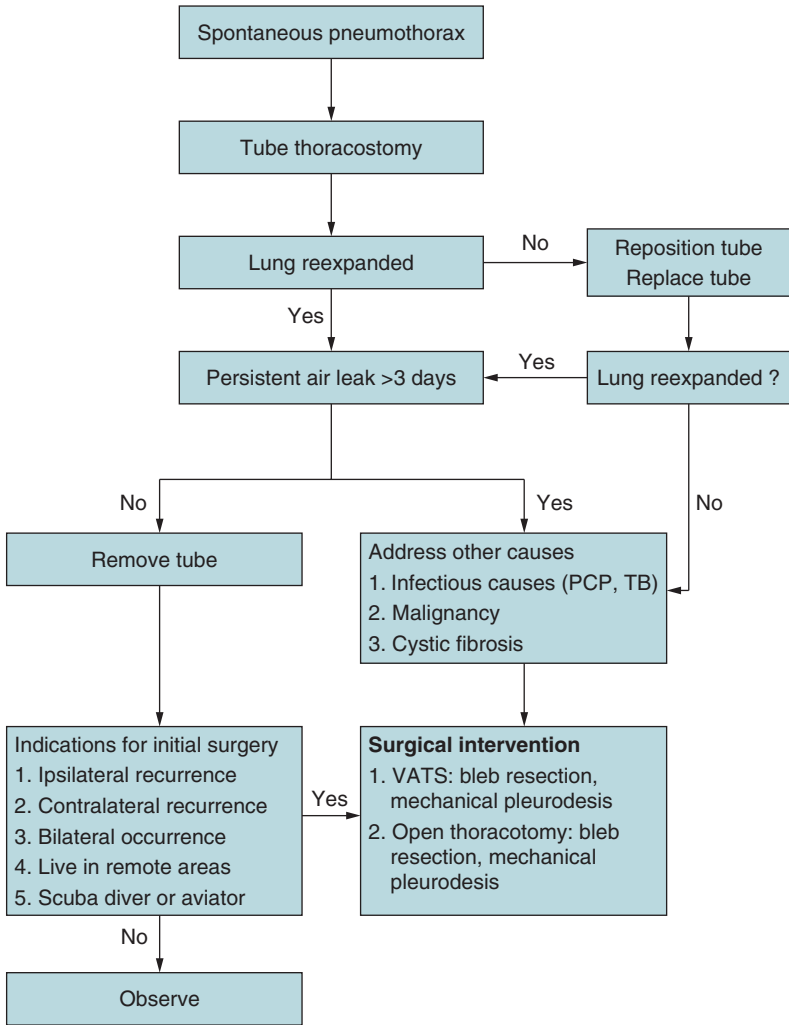 Spontaneous pneumothorax
Tube thoracostomy
Lung reexpanded
No
Reposition tube
Replace tube
Yes
Persistent air leak >3 days
Yes
Lung reexpanded ?
No
Yes
No
Remove tube
Address other causes
1. Infectious causes (PCP, TB)
2. Malignancy
3. Cystic fibrosis
Indications for initial surgery
1. Ipsilateral recurrence
2. Contralateral recurrence
3. Bilateral occurrence
4. Live in remote areas
5. Scuba diver or aviator
Yes
Surgical intervention
1. VATS: bleb resection,
mechanical pleurodesis
2. Open thoracotomy: bleb
resection, mechanical
pleurodesis
No
Observe